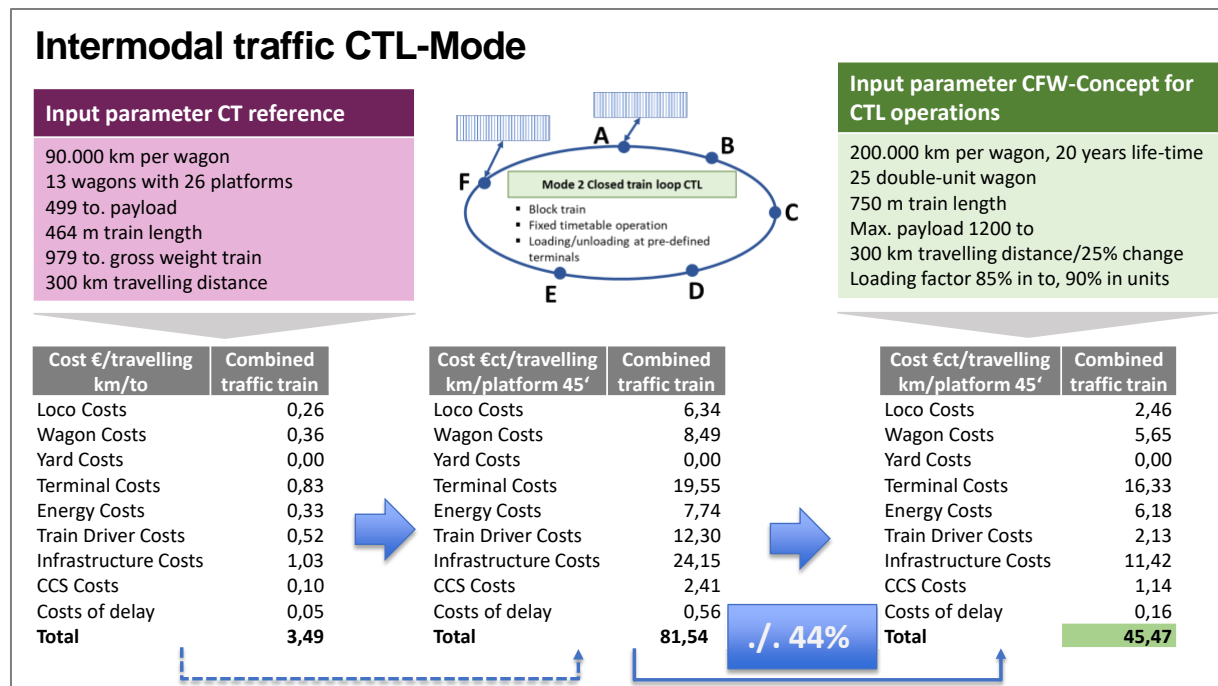 Intermodal traffic CTL-Mode
Input parameter CT reference
90.000 km per wagon
13 wagons with 26 platforms
499 to. payload
464 m train length
979 to. gross weight train
300 km travelling distance
A
B
C
D
E
F
Mode 2 Closed train loop CTL
▪ Block train
▪ Fixed timetable operation
▪ Loading/unloading at pre-defined
terminals
Input parameter CFW-Concept for
CTL operations
200.000 km per wagon, 20 years life-time
25 double-unit wagon
750 m train length
Max. payload 1200 to
300 km travelling distance/25% change
Loading factor 85% in to, 90% in units
Cost €/travelling km/to Combined traffic train
Loco Costs 0,26
Wagon Costs 0,36
Yard Costs 0,00
Terminal Costs 0,83
Energy Costs 0,33
Train Driver Costs 0,52
Infrastructure Costs 1,03
CCS Costs 0,10
Costs of delay 0,05
Total 3,49
Cost €ct/travelling km/platform 45‘ Combined traffic train
Loco Costs 6,34
Wagon Costs 8,49
Yard Costs 0,00
Terminal Costs 19,55
Energy Costs 7,74
Train Driver Costs 12,30
Infrastructure Costs 24,15
CCS Costs 2,41
Costs of delay 0,56
Total 81,54
./. 44%
Cost €ct/travelling km/platform 45‘ Combined traffic train
Loco Costs 2,46
Wagon Costs 5,65
Yard Costs 0,00
Terminal Costs 16,33
Energy Costs 6,18
Train Driver Costs 2,13
Infrastructure Costs 11,42
CCS Costs 1,14
Costs of delay 0,16
Total 45,47